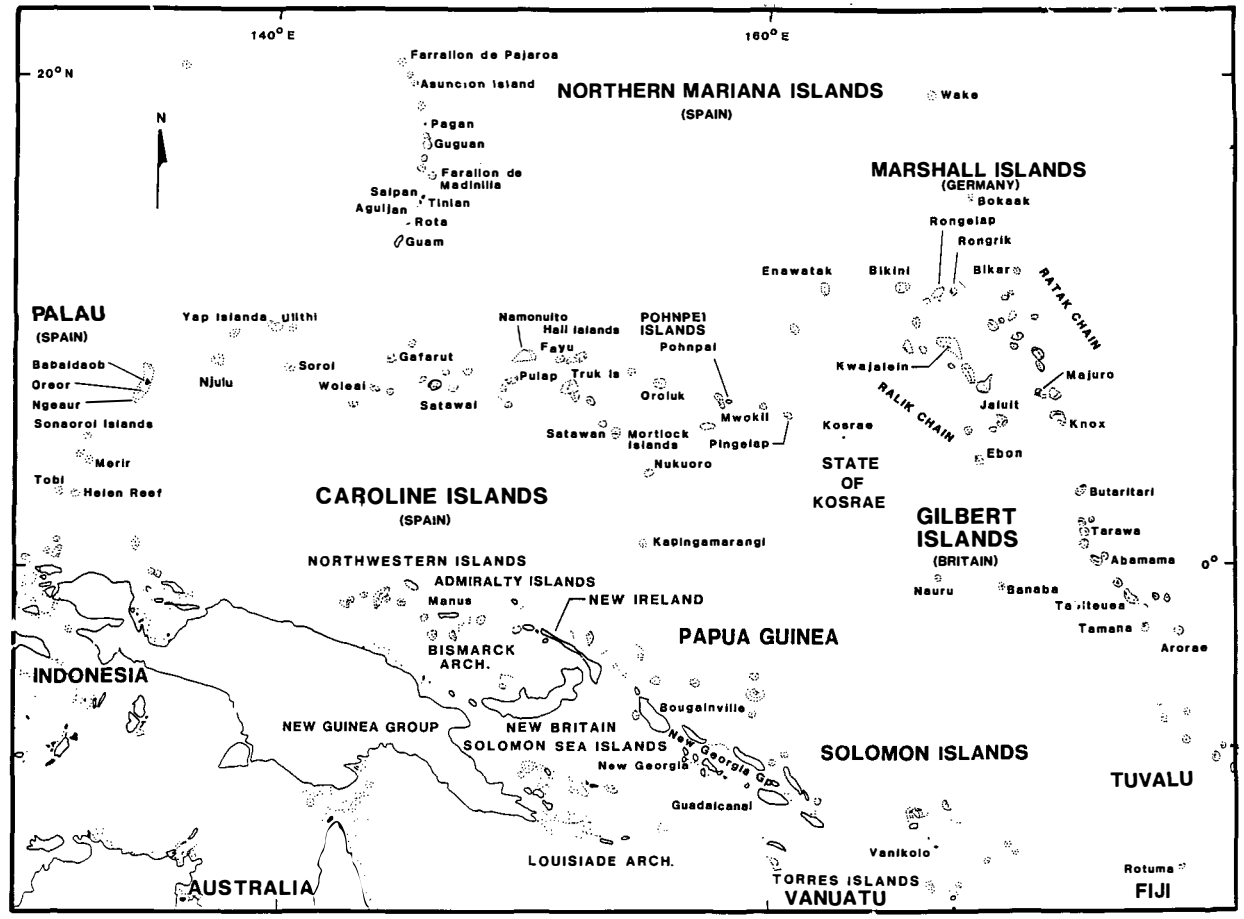 140°E
160°E
20°N
Farrallon de Pajaroa
Asuncion Island
NORTHERN MARIANA ISLANDS
(SPAIN)
Wake
N
Pagan
Guguan
Farallon de
Madinilla
Saipan
Tinian
Aguijan
Rota
Guam
MARSHALL ISLANDS
(GERMANY)
Bokaak
Rongelap
Rongrik
Enawatak
Bikini
Bikar
RATAK CHAIN
PALAU
(SPAIN)
Yap Islands
Ulithi
Namonuito
Hall Islands
Fayu
POHNPEI
ISLANDS
Pohnpai
Babaldaob
Oreor
Ngeaur
Njulu
Sorol
Gafarut
Woleai
Satawal
Pulap
Truk Is
Oroluk
Kwajalein
Majuro
RALIK CHAIN
Jaluit
Knox
Sonsorol Islands
Merir
Tobi
Helen Reef
Satawan
Mortlock
Islands
Mwokil
Pingelap
Nukuoro
Kosrae
STATE
OF
KOSRAE
Ebon
CAROLINE ISLANDS
(SPAIN)
Butaritari
GILBERT
ISLANDS
(BRITAIN)
Tarawa
Abamama
0°
Kapingamarangi
NORTHWESTERN ISLANDS
ADMIRALTY ISLANDS
Manus
NEW IRELAND
Nauru
Banaba
Tamana
Arorae
PAPUA GUINEA
BISMARCK
ARCH.
INDONESIA
Bougainville
NEW GUINEA GROUP
NEW BRITAIN
SOLOMON SEA ISLANDS
New Georgia
New Georgia Gp
SOLOMON ISLANDS
Guadalcanal
TUVALU
Vanikolo
LOUISIADE ARCH.
TORRES ISLANDS
VANUATU
Rotuma
FIJI
AUSTRALIA